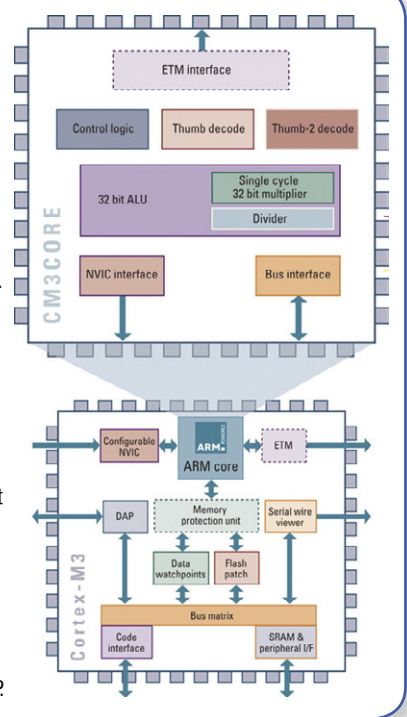 ETM interface
Control logic
Thumb decode
Thumb-2 decode
32 bit ALU
Single cycle
32 bit multiplier
Divider
NVIC interface
Bus interface
CM3CORE
Configurable
NVIC
ARM
ARM core
ETM
DAP
Memory
protection unit
Serial wire
viewer
Data
watchpoints
Flash
patch
Bus matrix
Code
interface
SRAM &
peripheral I/F
Cortex-M3